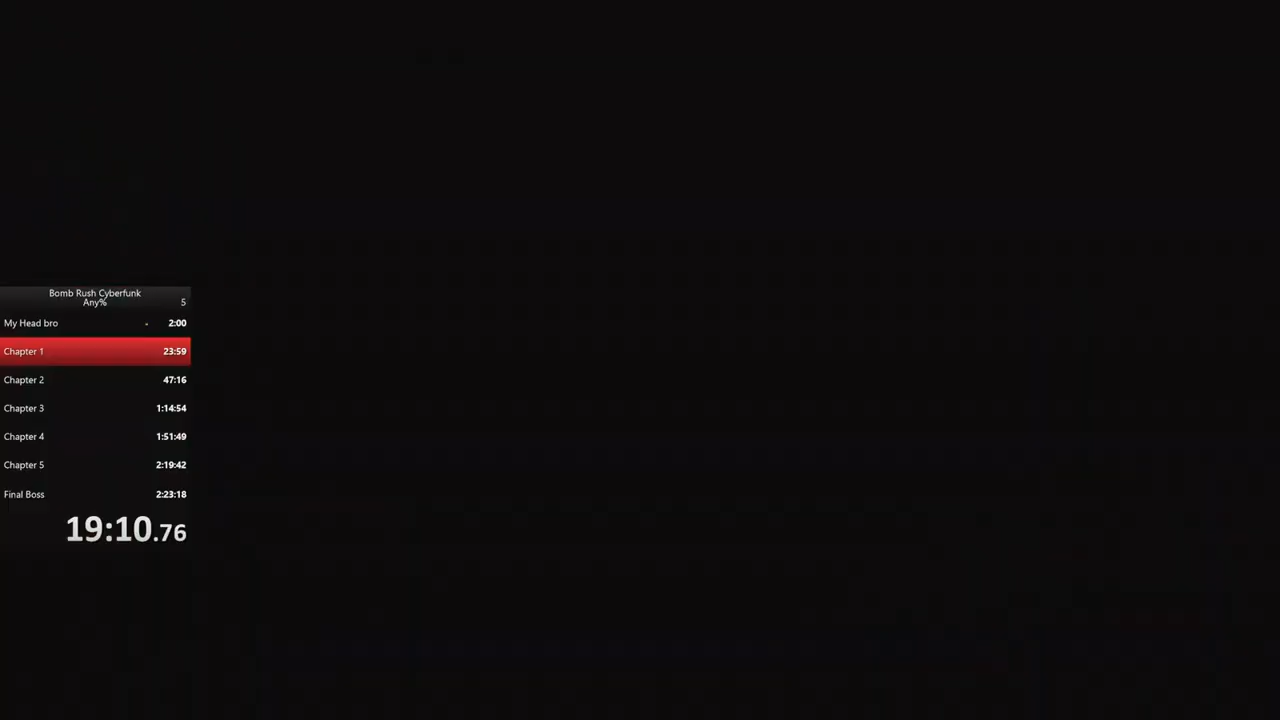 Bomb Rush Cyberfunk
Any% 5
My Head bro - 2:00
Chapter 1 23:59
Chapter 2 47:16
Chapter 3 1:14:54
Chapter 4 1:51:49
Chapter 5 2:19:42
Final Boss 2:23:18
19:10.76